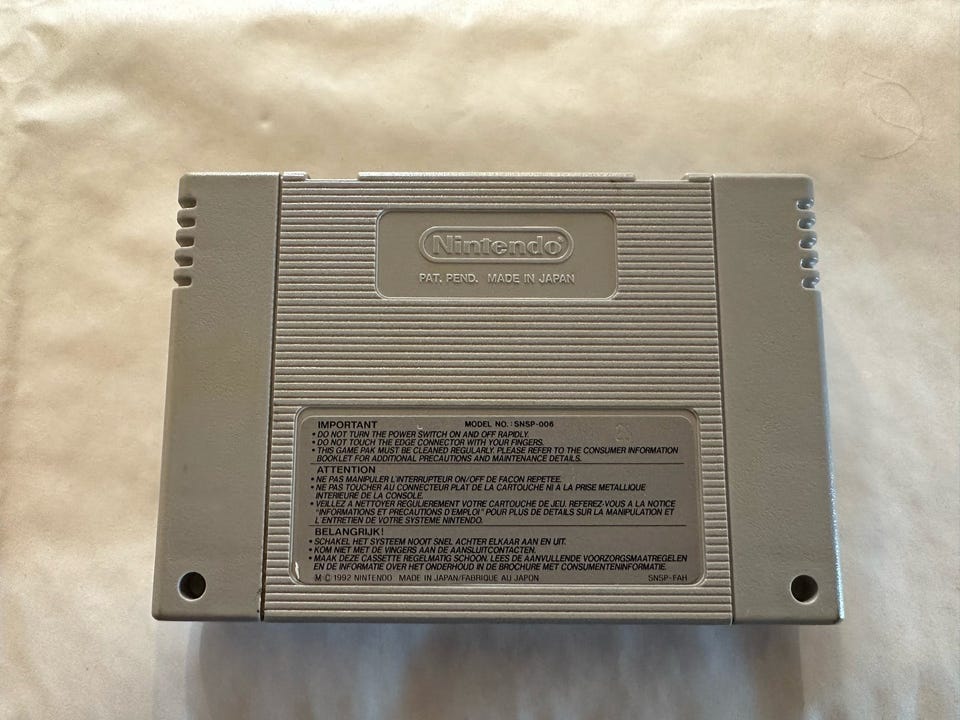 Nintendo®
PAT. PEND. MADE IN JAPAN
IMPORTANT MODEL NO.: SNSP-006
• DO NOT TURN THE POWER SWITCH ON AND OFF RAPIDLY.
• DO NOT TOUCH THE EDGE CONNECTOR WITH YOUR FINGERS.
• THIS GAME PAK MUST BE CLEANED REGULARLY. PLEASE REFER TO THE CONSUMER INFORMATION
BOOKLET FOR ADDITIONAL PRECAUTIONS AND MAINTENANCE DETAILS.
ATTENTION
• NE PAS MANIPULER L'INTERRUPTEUR ON/OFF DE FACON REPETEE.
• NE PAS TOUCHER AU CONNECTEUR PLAT DE LA CARTOUCHE NI A LA PRISE METALLIQUE
INTERIEURE DE LA CONSOLE.
• VEILLEZ A NETTOYER REGULIEREMENT VOTRE CARTOUCHE DE JEU. REFEREZ-VOUS A LA NOTICE
"INFORMATIONS ET PRECAUTIONS D'EMPLOI" POUR PLUS DE DETAILS SUR LA MANIPULATION ET
L'ENTRETIEN DE VOTRE SYSTEME NINTENDO.
BELANGRIJK!
• SCHAKEL HET SYSTEEM NOOIT SNEL ACHTER ELKAAR AAN EN UIT.
• KOM NIET MET DE VINGERS AAN DE AANSLUITCONTACTEN.
• MAAK DEZE CASSETTE REGELMATIG SCHOON. LEES DE AANVULLENDE VOORZORGSMAATREGELEN
EN DE INFORMATIE OVER HET ONDERHOUD IN DE BROCHURE MET CONSUMENTENINFORMATIE.
M © 1992 NINTENDO MADE IN JAPAN/FABRIQUE AU JAPON SNSP-FAH